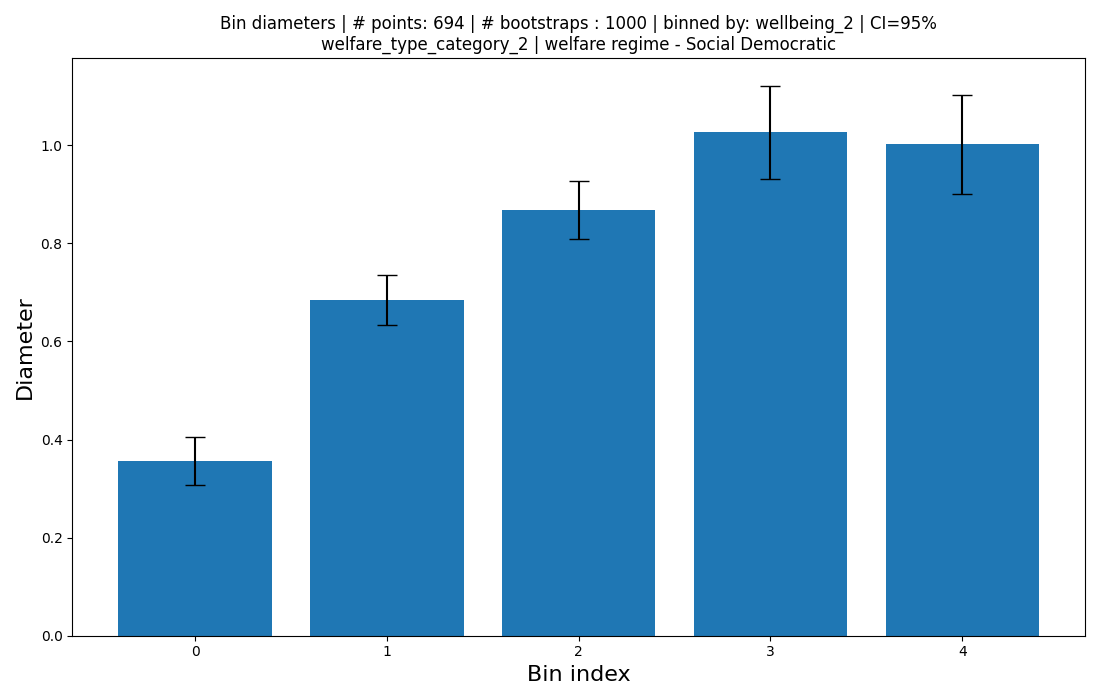 Bin diameters | # points: 694 | # bootstraps : 1000 | binned by: wellbeing_2 | CI=95%
welfare_type_category_2 | welfare regime - Social Democratic
1.0
0.8
0.6
0.4
0.2
0.0
Diameter
0 1 2 3 4
Bin index